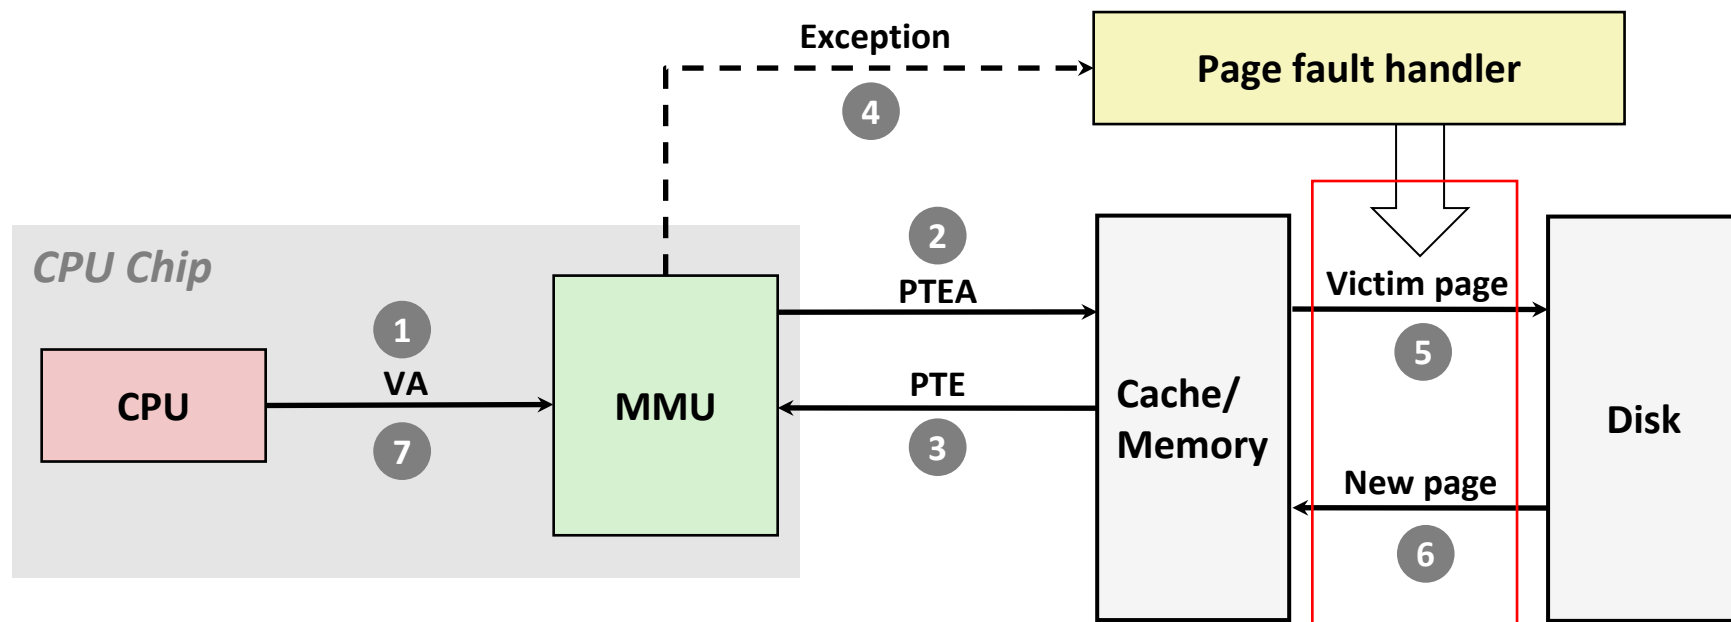 Exception
Page fault handler
4
2
CPU Chip
PTEA
Victim page
1
5
VA
PTE
CPU
MMU
Cache/
Memory
Disk
7
3
New page
6